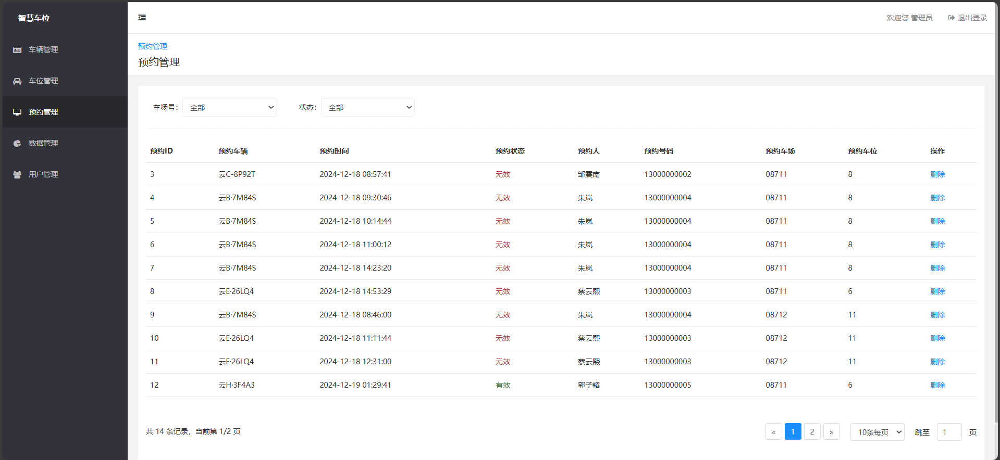 智慧车位
欢迎您 管理员 退出登录
车辆管理
车位管理
预约管理
数据管理
用户管理
预约管理
预约管理
车场号： 全部 状态： 全部
预约ID 预约车辆 预约时间 预约状态 预约人 预约号码 预约车场 预约车位 操作
3 云C-8P92T 2024-12-18 08:57:41 无效 邹震南 13000000002 08711 8 删除
4 云B·7M84S 2024-12-18 09:30:46 无效 朱岚 13000000004 08711 8 删除
5 云B·7M84S 2024-12-18 10:14:44 无效 朱岚 13000000004 08711 8 删除
6 云B·7M84S 2024-12-18 11:00:12 无效 朱岚 13000000004 08711 8 删除
7 云B·7M84S 2024-12-18 14:23:20 无效 朱岚 13000000004 08711 8 删除
8 云E·26LQ4 2024-12-18 14:53:29 无效 蔡云熙 13000000003 08711 6 删除
9 云B·7M84S 2024-12-18 08:46:00 无效 朱岚 13000000004 08712 11 删除
10 云E·26LQ4 2024-12-18 11:11:44 无效 蔡云熙 13000000003 08712 11 删除
11 云E·26LQ4 2024-12-18 12:31:00 无效 蔡云熙 13000000003 08712 11 删除
12 云H·3F4A3 2024-12-19 01:29:41 有效 郭子韬 13000000005 08711 6 删除
共 14 条记录，当前第 1/2 页 « 1 2 » 10条每页 跳至 1 页